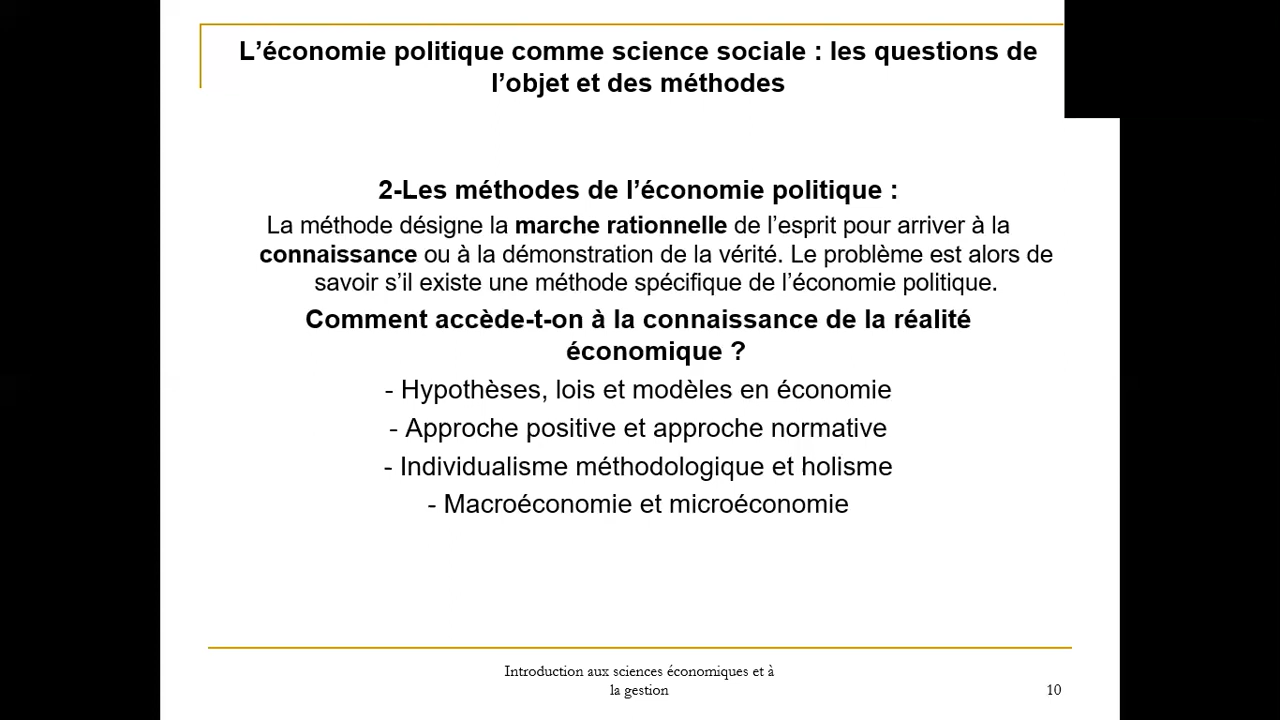 L’économie politique comme science sociale : les questions de
l’objet et des méthodes
2-Les méthodes de l’économie politique :
La méthode désigne la marche rationnelle de l’esprit pour arriver à la
connaissance ou à la démonstration de la vérité. Le problème est alors de
savoir s’il existe une méthode spécifique de l’économie politique.
Comment accède-t-on à la connaissance de la réalité
économique ?
- Hypothèses, lois et modèles en économie
- Approche positive et approche normative
- Individualisme méthodologique et holisme
- Macroéconomie et microéconomie
Introduction aux sciences économiques et à
la gestion
10